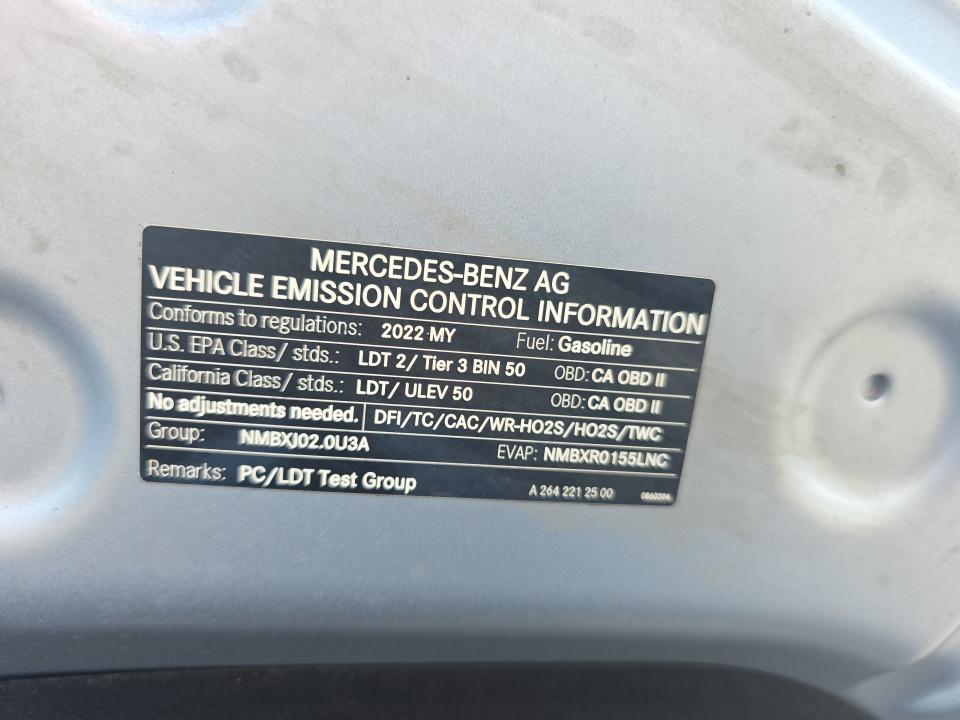 MERCEDES-BENZ AG
VEHICLE EMISSION CONTROL INFORMATION
Conforms to regulations: 2022 MY Fuel: Gasoline
U.S. EPA Class/ stds.: LDT 2/ Tier 3 BIN 50 OBD: CA OBD II
California Class/ stds.: LDT/ ULEV 50 OBD: CA OBD II
No adjustments needed. DFI/TC/CAC/WR-HO2S/HO2S/TWC
Group: NMBXJ02.0U3A EVAP: NMBXR0155LNC
Remarks: PC/LDT Test Group A 264 221 25 00 0860394